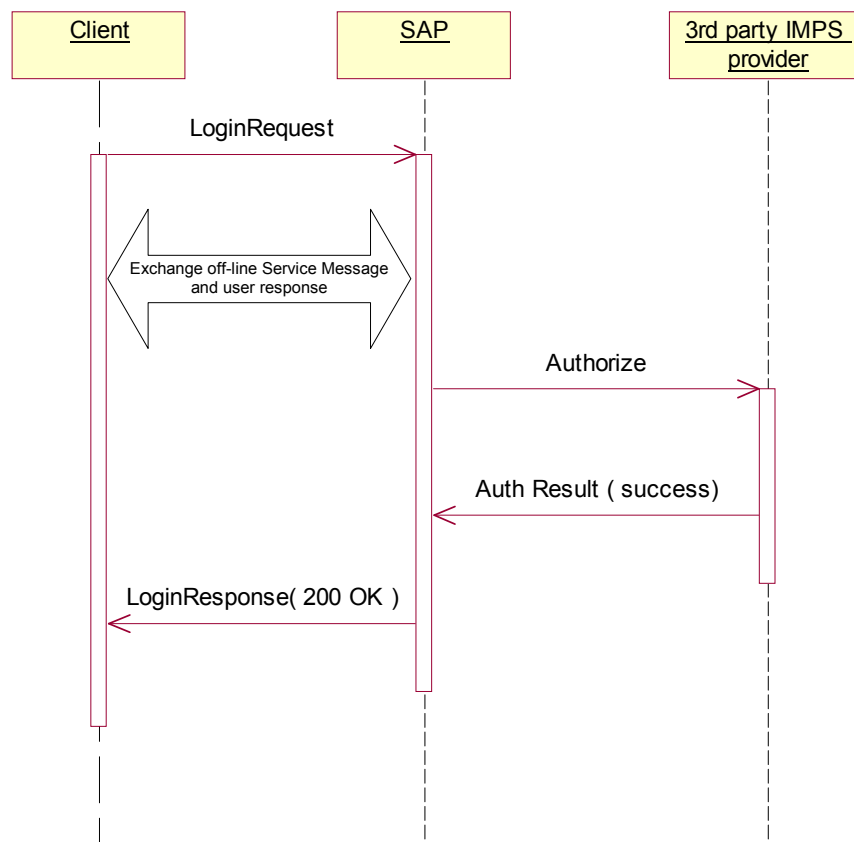 Client
SAP
3rd party IMPS
provider
LoginRequest
Exchange off-line Service Message
and user response
Authorize
Auth Result ( success)
LoginResponse( 200 OK )